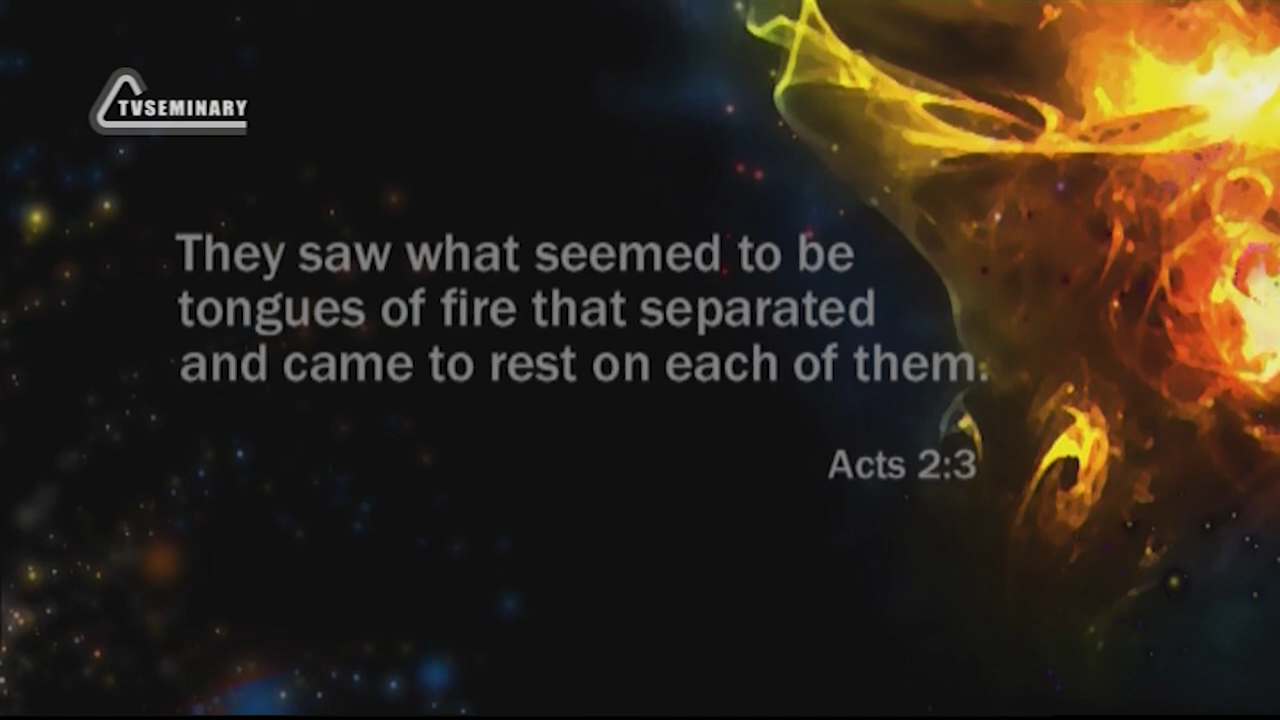 TVSEMINARY
They saw what seemed to be
tongues of fire that separated
and came to rest on each of them.
Acts 2:3